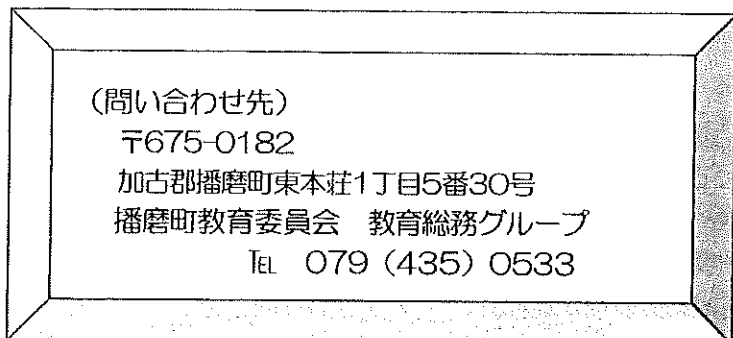 （問い合わせ先）
〒675-0182
加古郡播磨町東本荘1丁目5番30号
播磨町教育委員会　教育総務グループ
℡　079（435）0533